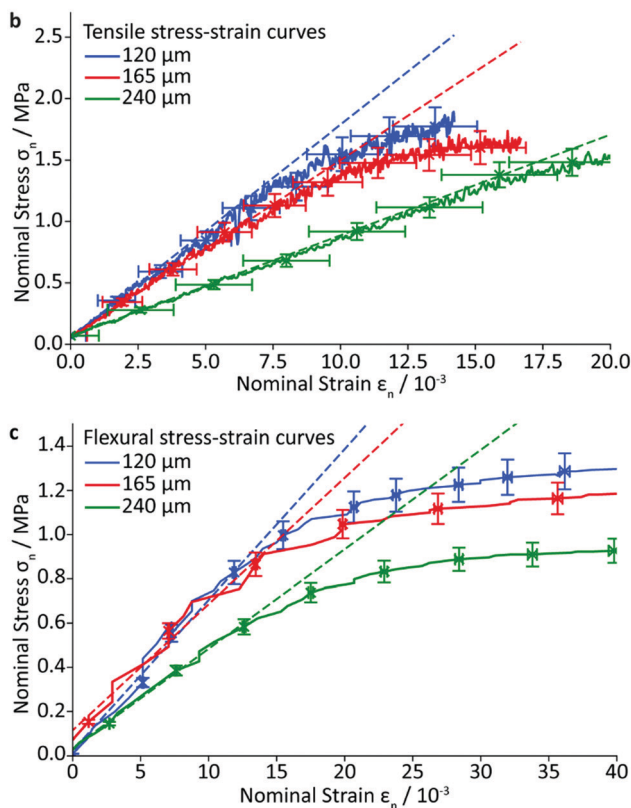 b
Tensile stress-strain curves
120 μm
165 μm
240 μm
2.5
2.0
1.5
1.0
0.5
0.0
Nominal Stress σn / MPa
0.0 2.5 5.0 7.5 10.0 12.5 15.0 17.5 20.0
Nominal Strain εn / 10-3
c
Flexural stress-strain curves
120 μm
165 μm
240 μm
1.4
1.2
1.0
0.8
0.6
0.4
0.2
0.0
Nominal Stress σn / MPa
0 5 10 15 20 25 30 35 40
Nominal Strain εn / 10-3